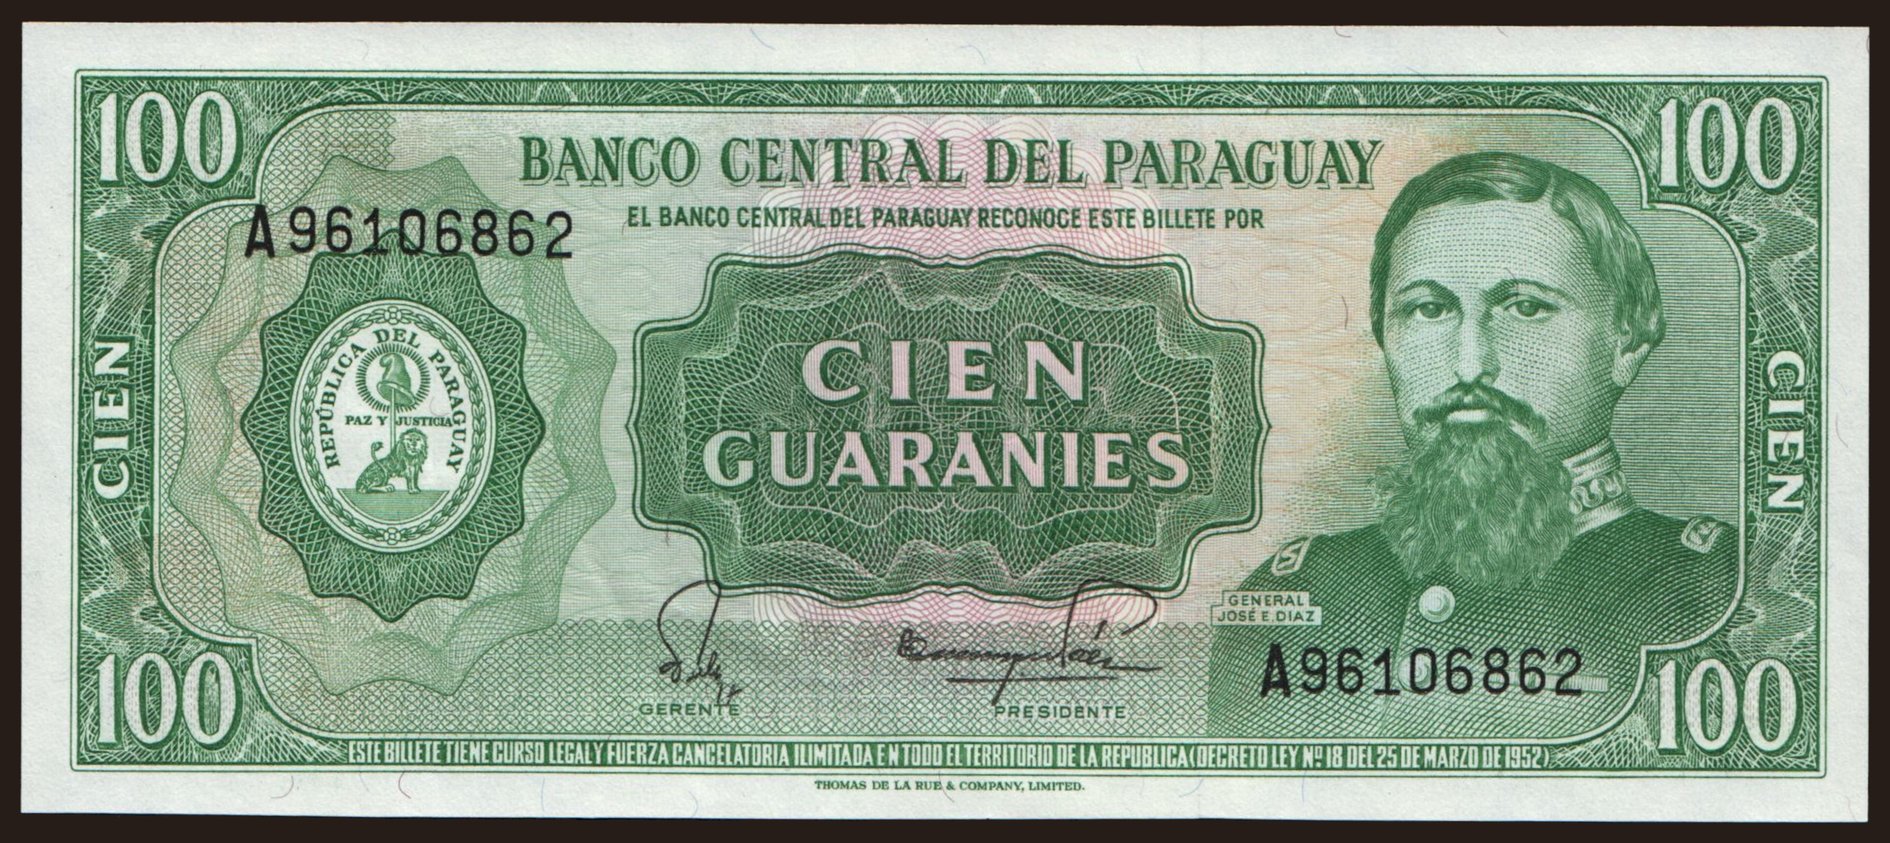 100
100
BANCO CENTRAL DEL PARAGUAY
EL BANCO CENTRAL DEL PARAGUAY RECONOCE ESTE BILLETE POR
A96106862
REPÚBLICA DEL PARAGUAY
PAZ Y JUSTICIA
CIEN
CIEN
GUARANIES
CIEN
GENERAL
JOSÉ E. DIAZ
A96106862
GERENTE
PRESIDENTE
100
100
ESTE BILLETE TIENE CURSO LEGAL Y FUERZA CANCELATORIA ILIMITADA EN TODO EL TERRITORIO DE LA REPUBLICA (DECRETO LEY Nº 18 DEL 25 DE MARZO DE 1952)
THOMAS DE LA RUE & COMPANY, LIMITED.